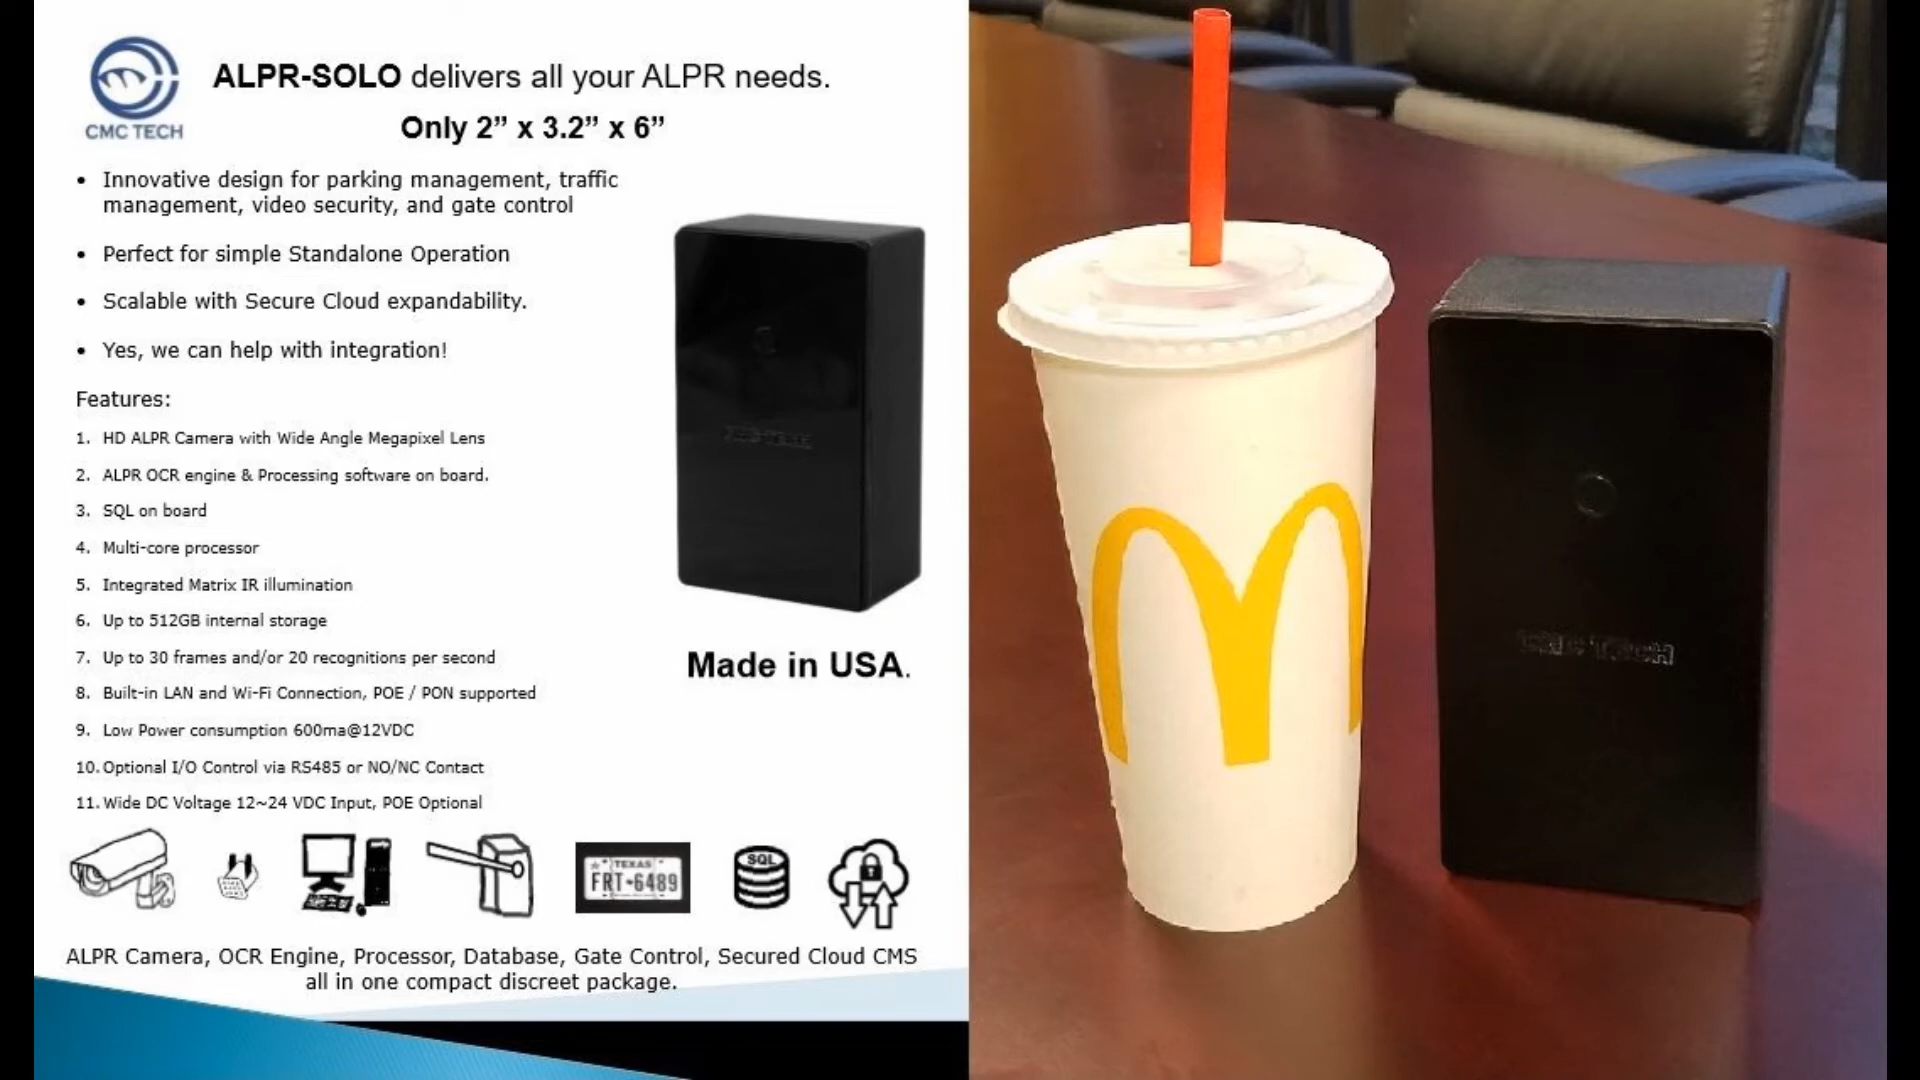 CMC TECH
ALPR-SOLO delivers all your ALPR needs.
Only 2” x 3.2” x 6”
• Innovative design for parking management, traffic
management, video security, and gate control
• Perfect for simple Standalone Operation
• Scalable with Secure Cloud expandability.
• Yes, we can help with integration!
Features:
1. HD ALPR Camera with Wide Angle Megapixel Lens
2. ALPR OCR engine & Processing software on board.
3. SQL on board
4. Multi-core processor
5. Integrated Matrix IR illumination
6. Up to 512GB internal storage
7. Up to 30 frames and/or 20 recognitions per second
8. Built-in LAN and Wi-Fi Connection, POE / PON supported
9. Low Power consumption 600ma@12VDC
10. Optional I/O Control via RS485 or NO/NC Contact
11. Wide DC Voltage 12~24 VDC Input, POE Optional
Made in USA.
TEXAS
FRT-6489
SQL
ALPR Camera, OCR Engine, Processor, Database, Gate Control, Secured Cloud CMS
all in one compact discreet package.
CMC TECH